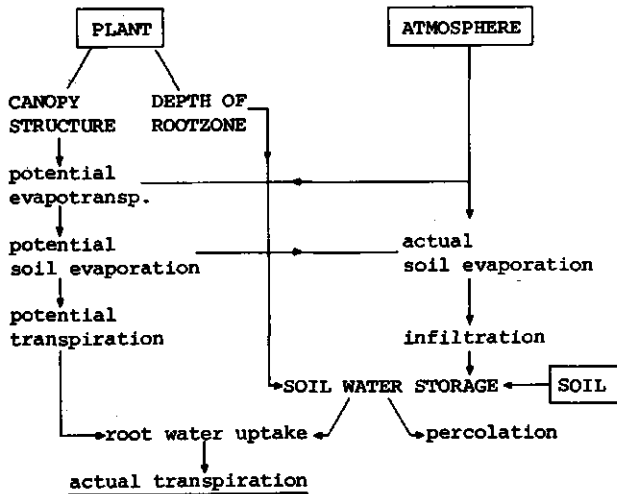 PLANT
ATMOSPHERE
CANOPY
STRUCTURE
DEPTH OF
ROOTZONE
potential
evapotransp.
potential
soil evaporation
actual
soil evaporation
potential
transpiration
infiltration
SOIL WATER STORAGE
SOIL
root water uptake
percolation
actual transpiration